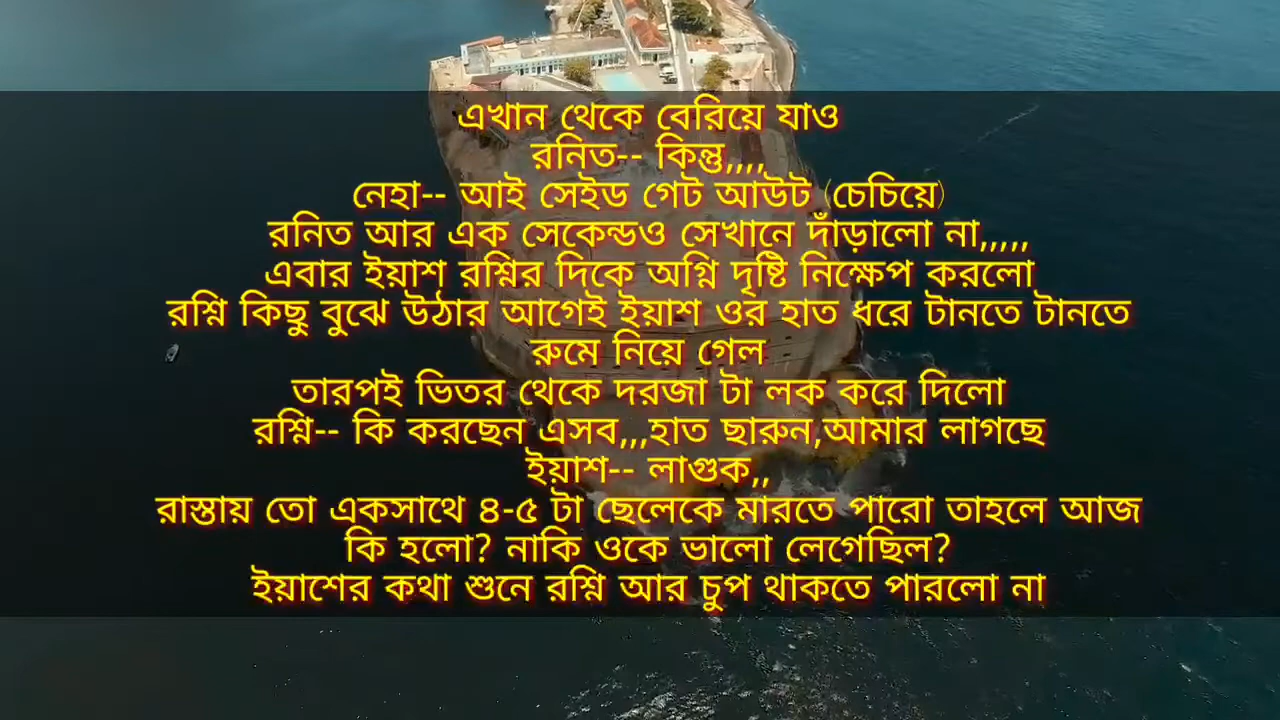 এখান থেকে বেরিয়ে যাও
রনিত-- কিন্তু,,,,
নেহা-- আই সেইড গেট আউট (চেচিয়ে)
রনিত আর এক সেকেন্ডও সেখানে দাঁড়ালো না,,,,,
এবার ইয়াশ রশ্নির দিকে অগ্নি দৃষ্টি নিক্ষেপ করলো
রশ্নি কিছু বুঝে উঠার আগেই ইয়াশ ওর হাত ধরে টানতে টানতে
রুমে নিয়ে গেল
তারপই ভিতর থেকে দরজা টা লক করে দিলো
রশ্নি-- কি করছেন এসব,,,হাত ছারুন,আমার লাগছে
ইয়াশ-- লাগুক,,
রাস্তায় তো একসাথে ৪-৫ টা ছেলেকে মারতে পারো তাহলে আজ
কি হলো? নাকি ওকে ভালো লেগেছিল?
ইয়াশের কথা শুনে রশ্নি আর চুপ থাকতে পারলো না